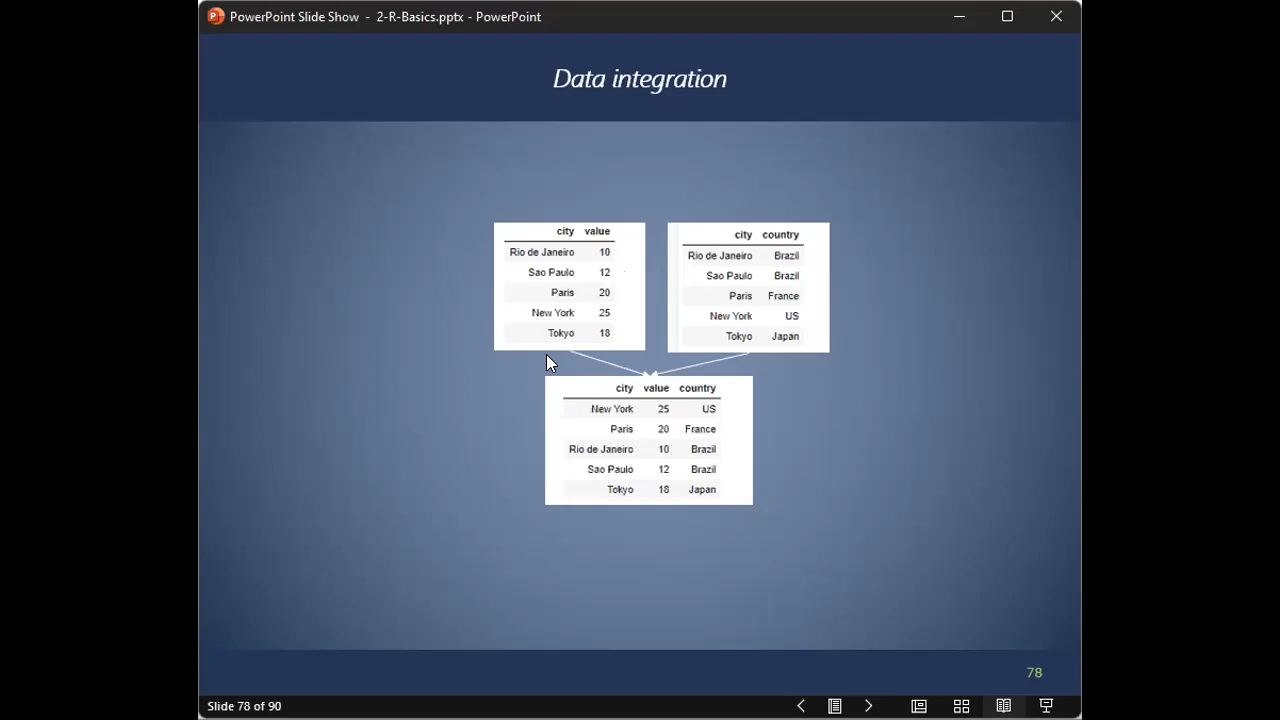 PowerPoint Slide Show - 2-R-Basics.pptx - PowerPoint
Data integration
city value
Rio de Janeiro 10
Sao Paulo 12
Paris 20
New York 25
Tokyo 18
city country
Rio de Janeiro Brazil
Sao Paulo Brazil
Paris France
New York US
Tokyo Japan
city value country
New York 25 US
Paris 20 France
Rio de Janeiro 10 Brazil
Sao Paulo 12 Brazil
Tokyo 18 Japan
78
Slide 78 of 90